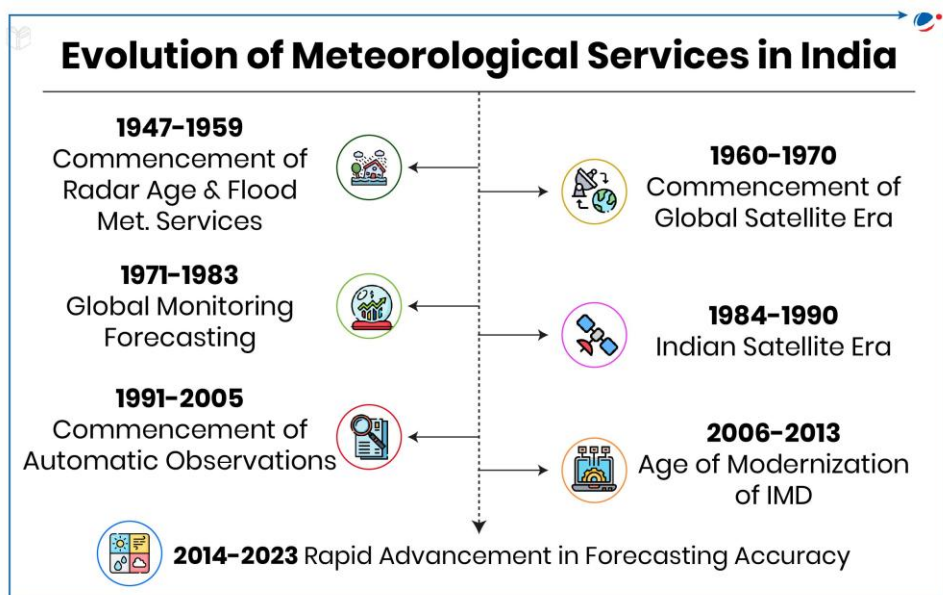 Evolution of Meteorological Services in India
1947-1959
Commencement of
Radar Age & Flood
Met. Services
1960-1970
Commencement of
Global Satellite Era
1971-1983
Global Monitoring
Forecasting
1984-1990
Indian Satellite Era
1991-2005
Commencement of
Automatic Observations
2006-2013
Age of Modernization
of IMD
2014-2023 Rapid Advancement in Forecasting Accuracy